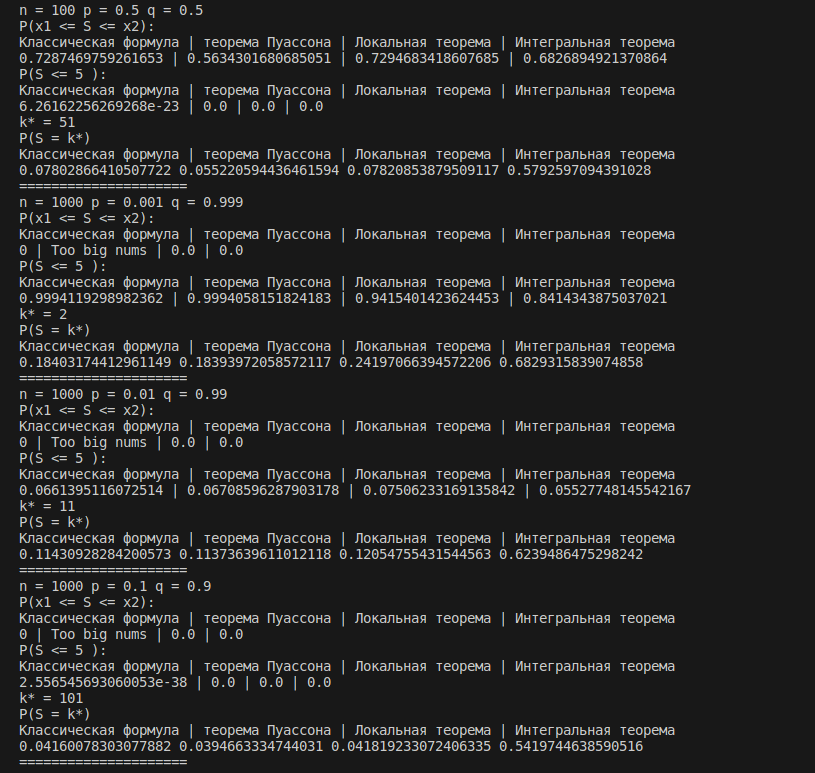 n = 100 p = 0.5 q = 0.5
P(x1 <= S <= x2):
Классическая формула | теорема Пуассона | Локальная теорема | Интегральная теорема
0.7287469759261653 | 0.5634301680685051 | 0.7294683418607685 | 0.6826894921370864
P(S <= 5 ):
Классическая формула | теорема Пуассона | Локальная теорема | Интегральная теорема
6.26162256269268e-23 | 0.0 | 0.0 | 0.0
k* = 51
P(S = k*)
Классическая формула | теорема Пуассона | Локальная теорема | Интегральная теорема
0.07802866410507722 0.055220594436461594 0.07820853879509117 0.5792597094391028
=====================
n = 1000 p = 0.001 q = 0.999
P(x1 <= S <= x2):
Классическая формула | теорема Пуассона | Локальная теорема | Интегральная теорема
0 | Too big nums | 0.0 | 0.0
P(S <= 5 ):
Классическая формула | теорема Пуассона | Локальная теорема | Интегральная теорема
0.9994119298982362 | 0.9994058151824183 | 0.9415401423624453 | 0.8414343875037021
k* = 2
P(S = k*)
Классическая формула | теорема Пуассона | Локальная теорема | Интегральная теорема
0.18403174412961149 0.18393972058572117 0.24197066394572206 0.6829315839074858
=====================
n = 1000 p = 0.01 q = 0.99
P(x1 <= S <= x2):
Классическая формула | теорема Пуассона | Локальная теорема | Интегральная теорема
0 | Too big nums | 0.0 | 0.0
P(S <= 5 ):
Классическая формула | теорема Пуассона | Локальная теорема | Интегральная теорема
0.0661395116072514 | 0.06708596287903178 | 0.07506233169135842 | 0.05527748145542167
k* = 11
P(S = k*)
Классическая формула | теорема Пуассона | Локальная теорема | Интегральная теорема
0.11430928284200573 0.11373639611012118 0.12054755431544563 0.6239486475298242
=====================
n = 1000 p = 0.1 q = 0.9
P(x1 <= S <= x2):
Классическая формула | теорема Пуассона | Локальная теорема | Интегральная теорема
0 | Too big nums | 0.0 | 0.0
P(S <= 5 ):
Классическая формула | теорема Пуассона | Локальная теорема | Интегральная теорема
2.556545693060053e-38 | 0.0 | 0.0 | 0.0
k* = 101
P(S = k*)
Классическая формула | теорема Пуассона | Локальная теорема | Интегральная теорема
0.04160078303077882 0.0394663334744031 0.041819233072406335 0.5419744638590516
=====================